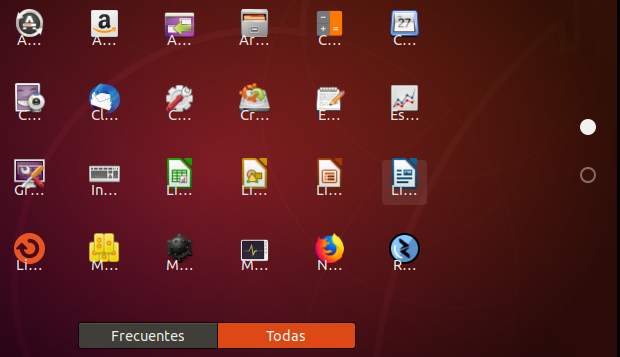 A… A… A… Ar… C… C…
C… Cl… C… Cr… E… Es…
Gr… In… Li… Li… Li… Li…
Li… M… M… M… N… R…
Frecuentes Todas